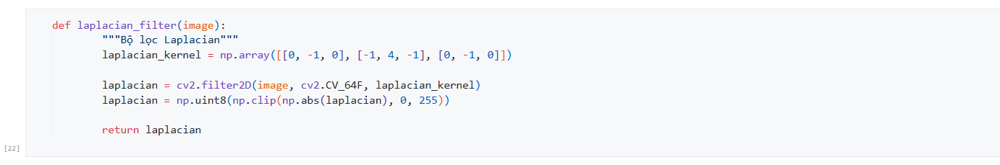 def laplacian_filter(image):
"""Bộ lọc Laplacian"""
laplacian_kernel = np.array([[0, -1, 0], [-1, 4, -1], [0, -1, 0]])
laplacian = cv2.filter2D(image, cv2.CV_64F, laplacian_kernel)
laplacian = np.uint8(np.clip(np.abs(laplacian), 0, 255))
return laplacian
[22]